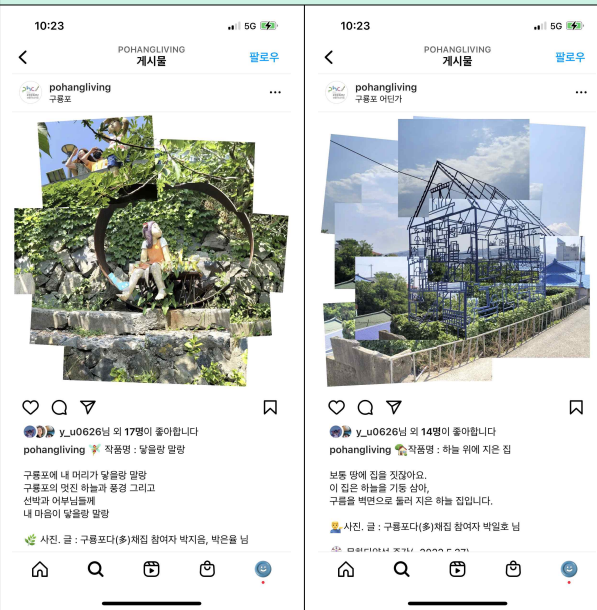 10:23
5G
POHANGLIVING
게시물
팔로우
pohangliving
구룡포
y_u0626님 외 17명이 좋아합니다
pohangliving 작품명 : 닿을랑 말랑
구룡포에 내 머리가 닿을랑 말랑
구룡포의 멋진 하늘과 풍경 그리고
선박과 어부님들께
내 마음이 닿을랑 말랑
사진. 글 : 구룡포다(多)채집 참여자 박지음, 박은율 님
10:23
5G
POHANGLIVING
게시물
팔로우
pohangliving
구룡포 어딘가
y_u0626님 외 14명이 좋아합니다
pohangliving 작품명 : 하늘 위에 지은 집
보통 땅에 집을 짓잖아요.
이 집은 하늘을 기둥 삼아,
구름을 벽면으로 둘러 지은 하늘 집입니다.
사진. 글 : 구룡포다(多)채집 참여자 박일호 님